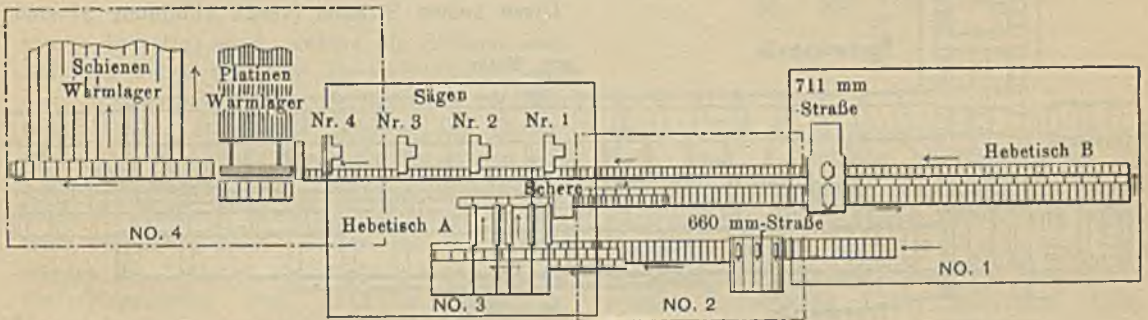 Schienen
Warmlager
Platinen
Warmlager
Sägen
Nr. 4
Nr. 3
Nr. 2
Nr. 1
711 mm
-Straße
Hebetisch B
Schere
Hebetisch A
660 mm-Straße
NO. 4
NO. 3
NO. 2
NO. 1